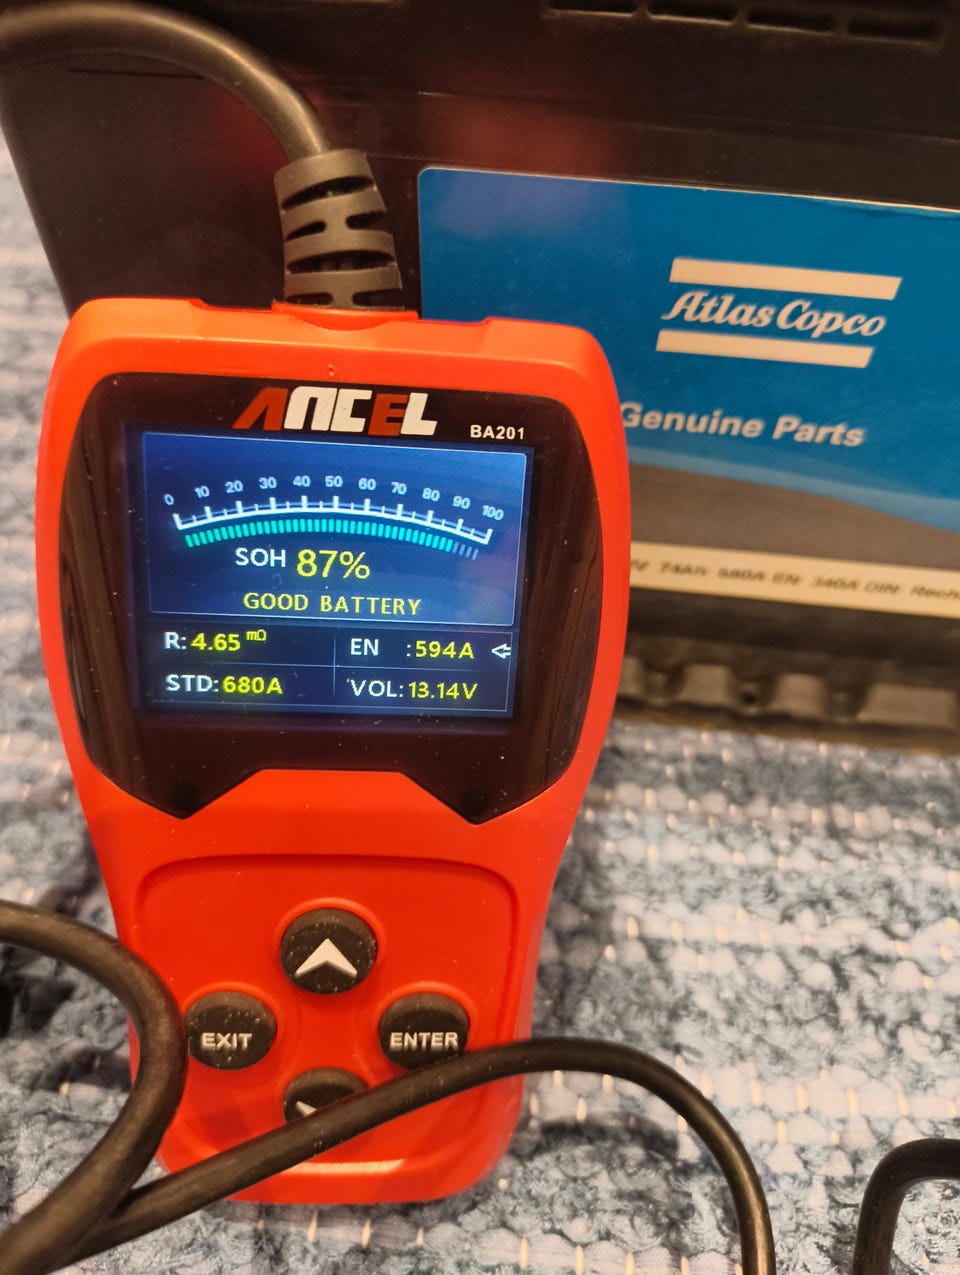 Atlas Copco
Genuine Parts
74Ah 680A EN 340A DIN
ANCEL
BA201
0 10 20 30 40 50 60 70 80 90 100
SOH 87%
GOOD BATTERY
R: 4.65 mΩ
EN : 594A
STD: 680A
VOL: 13.14V
EXIT
ENTER